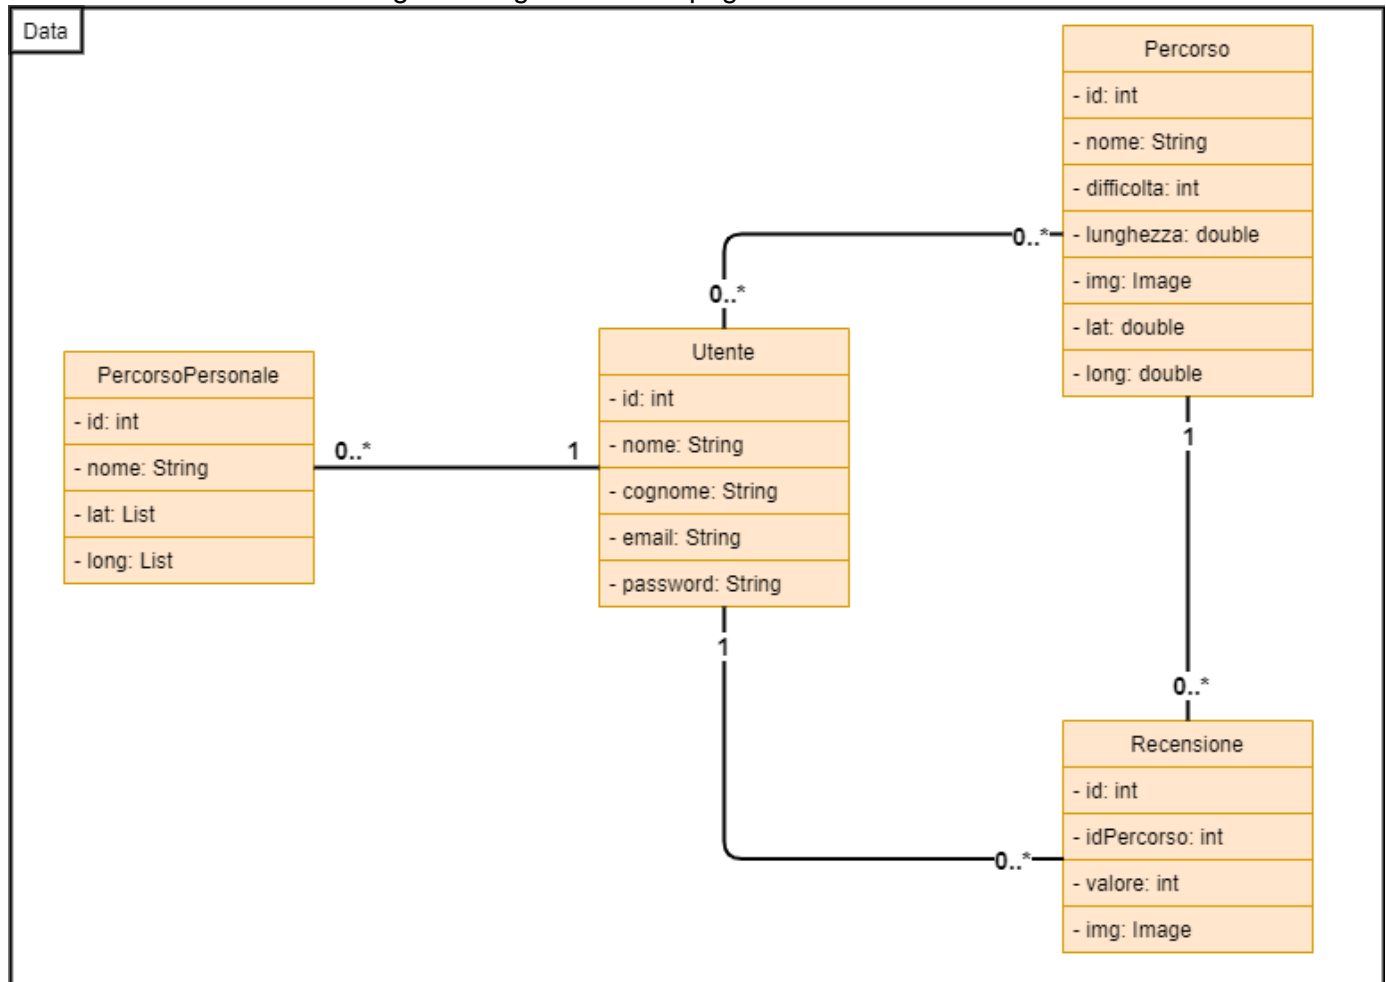 Data
Percorso
- id: int
- nome: String
- difficolta: int
- lunghezza: double
- img: Image
- lat: double
- long: double
0..*
0..*
Utente
- id: int
- nome: String
- cognome: String
- email: String
- password: String
PercorsoPersonale
- id: int
- nome: String
- lat: List
- long: List
0..*
1
1
1
0..*
0..*
Recensione
- id: int
- idPercorso: int
- valore: int
- img: Image